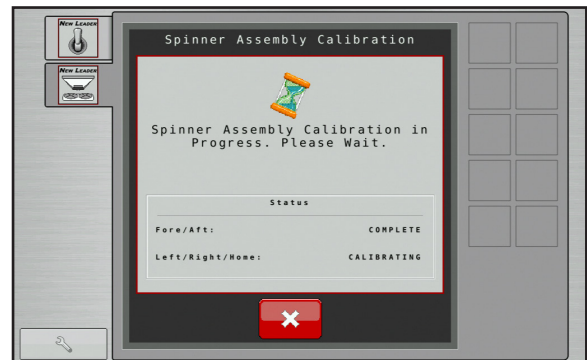 New Leader
New Leader
Spinner Assembly Calibration
Spinner Assembly Calibration in
Progress. Please Wait.
Status
Fore/Aft: COMPLETE
Left/Right/Home: CALIBRATING